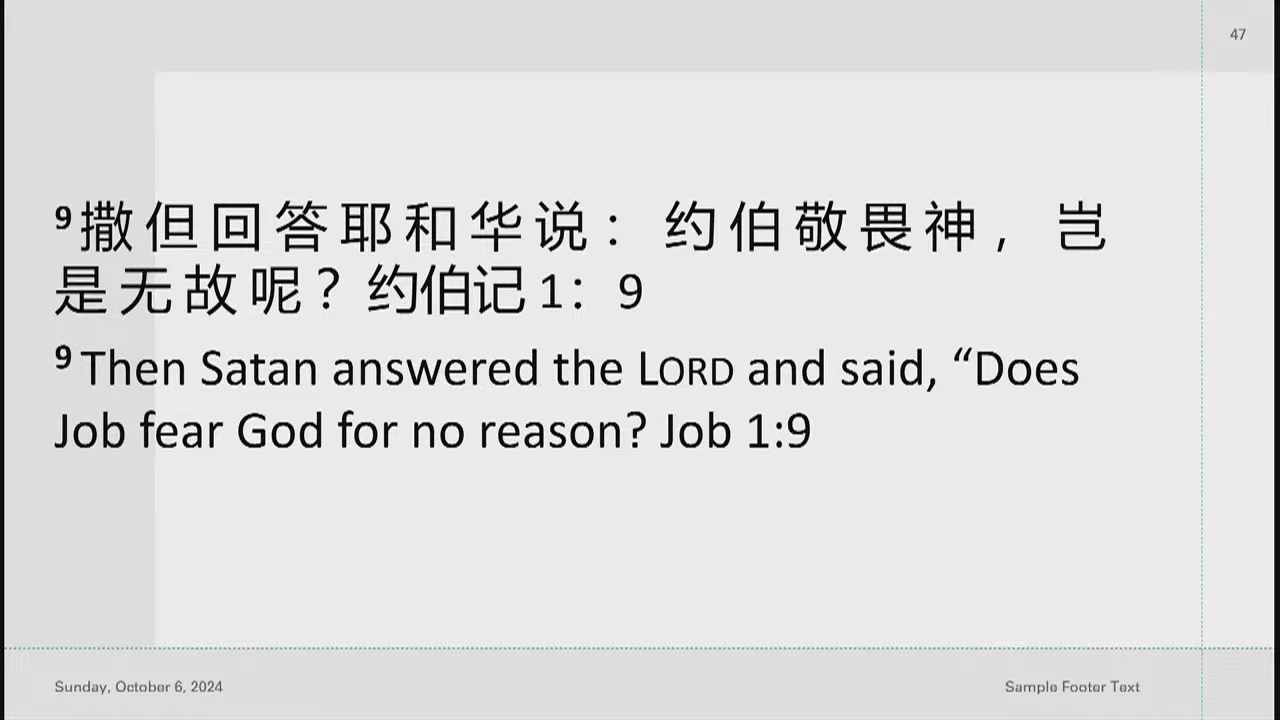 47
⁹撒但回答耶和华说：约伯敬畏神，岂
是无故呢？约伯记1：9
⁹ Then Satan answered the LORD and said, “Does
Job fear God for no reason? Job 1:9
Sunday, October 6, 2024
Sample Footer Text